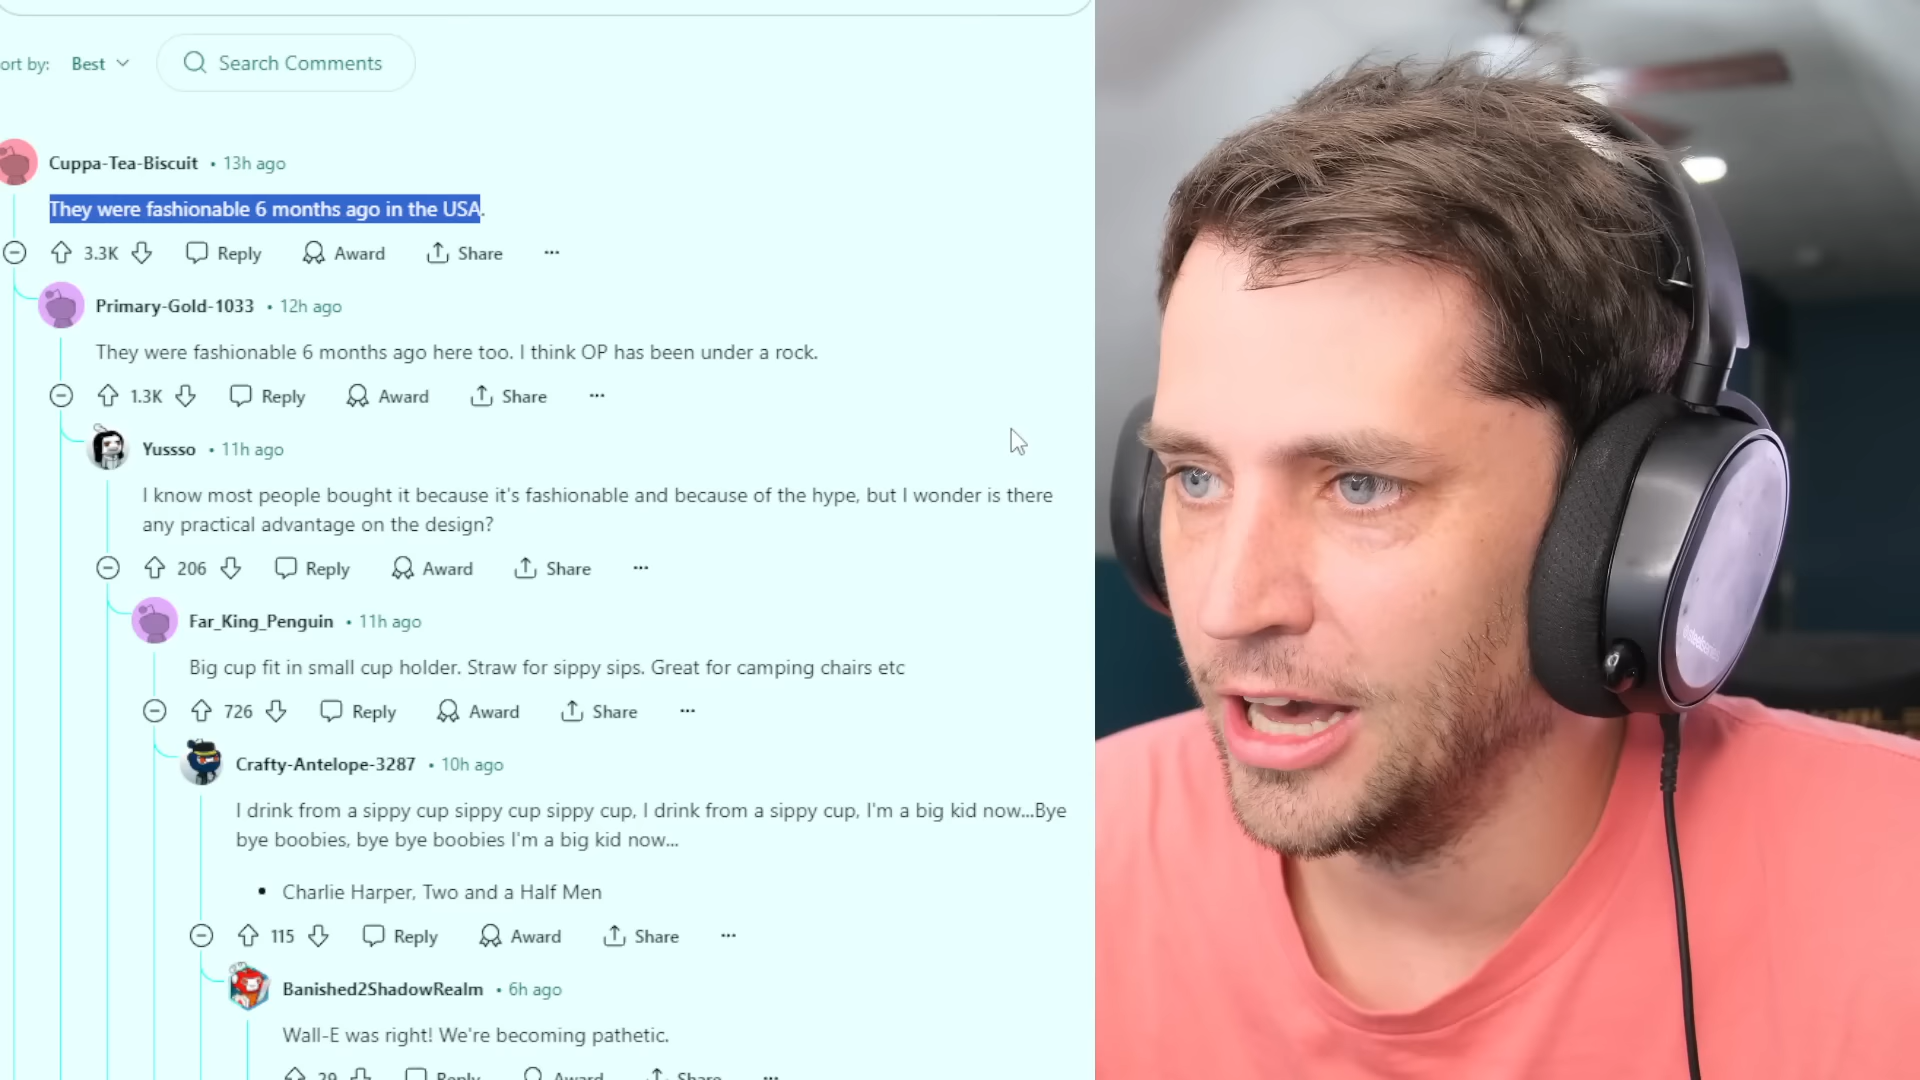 ort by: Best Search Comments
Cuppa-Tea-Biscuit • 13h ago
They were fashionable 6 months ago in the USA.
3.3K Reply Award Share ...
Primary-Gold-1033 • 12h ago
They were fashionable 6 months ago here too. I think OP has been under a rock.
1.3K Reply Award Share ...
Yussso • 11h ago
I know most people bought it because it's fashionable and because of the hype, but I wonder is there
any practical advantage on the design?
206 Reply Award Share ...
Far_King_Penguin • 11h ago
Big cup fit in small cup holder. Straw for sippy sips. Great for camping chairs etc
726 Reply Award Share ...
Crafty-Antelope-3287 • 10h ago
I drink from a sippy cup sippy cup sippy cup, I drink from a sippy cup, I'm a big kid now...Bye
bye boobies, bye bye boobies I'm a big kid now...
• Charlie Harper, Two and a Half Men
115 Reply Award Share ...
Banished2ShadowRealm • 6h ago
Wall-E was right! We're becoming pathetic.
29 Reply Award Share ...
steelseries